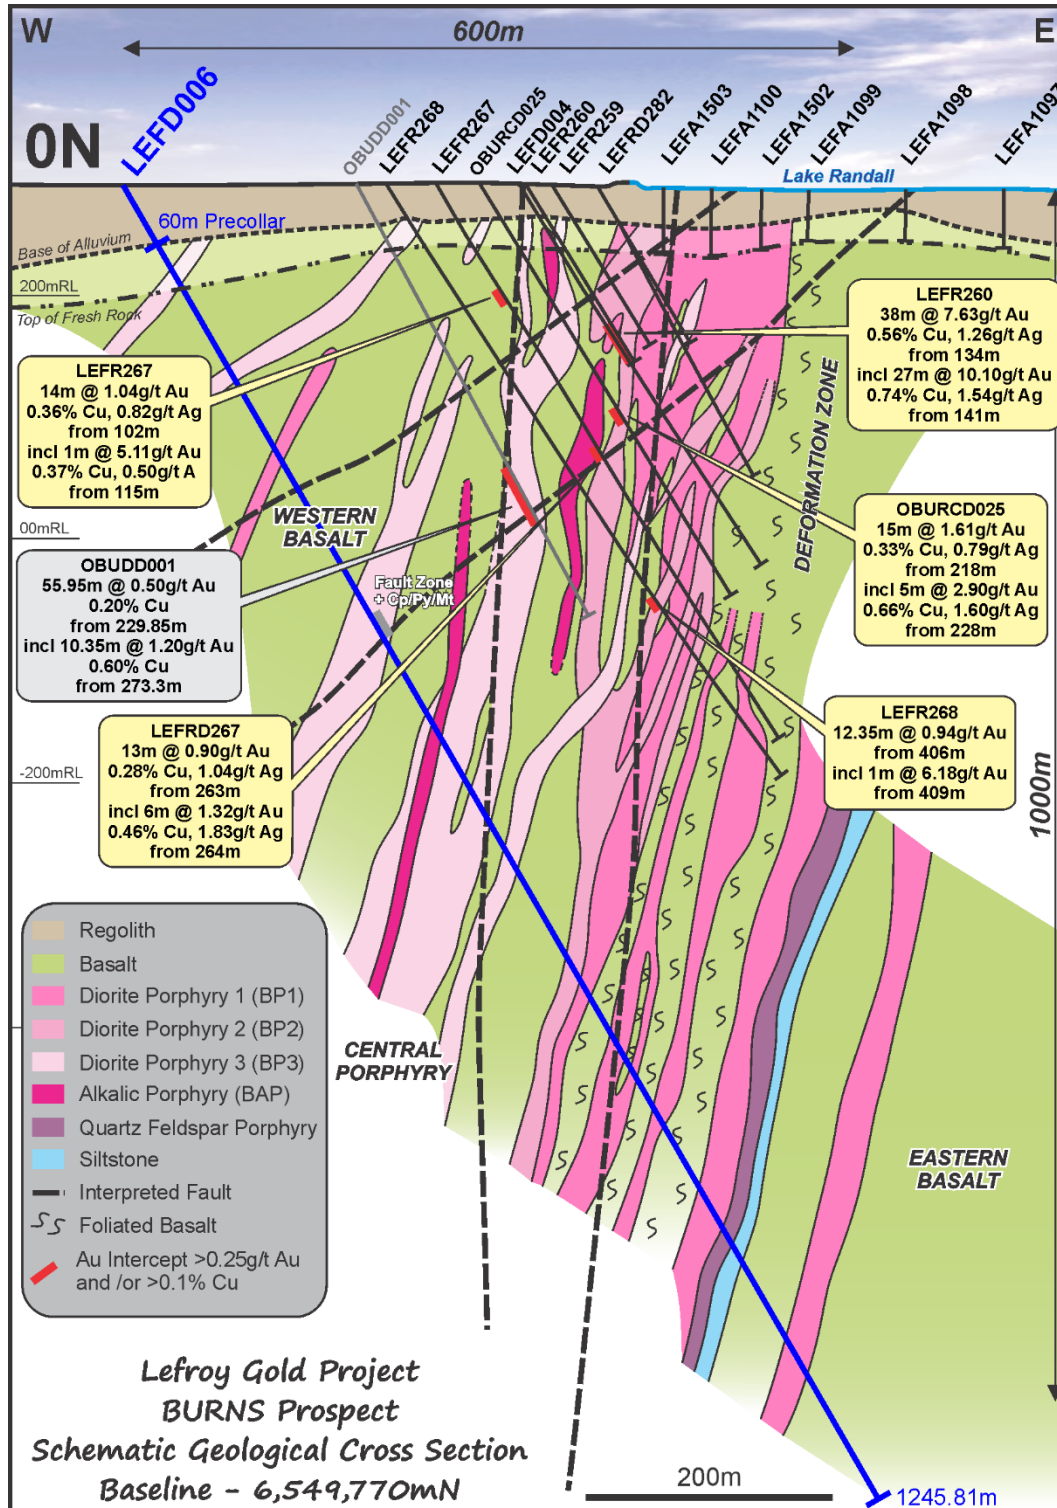 W
600m
E
0N
LEFD006
OBUDD001
LEFR268
LEFR267
OBURCD025
LEFD004
LEFR260
LEFR259
LEFRD282
LEFA1503
LEFA1100
LEFA1502
LEFA1099
LEFA1098
LEFA1097
Lake Randall
60m Precollar
Base of Alluvium
200mRL
Top of Fresh Rock
LEFR267
14m @ 1.04g/t Au
0.36% Cu, 0.82g/t Ag
from 102m
incl 1m @ 5.11g/t Au
0.37% Cu, 0.50g/t A
from 115m
LEFR260
38m @ 7.63g/t Au
0.56% Cu, 1.26g/t Ag
from 134m
incl 27m @ 10.10g/t Au
0.74% Cu, 1.54g/t Ag
from 141m
DEFORMATION ZONE
WESTERN
BASALT
00mRL
OBUDD001
55.95m @ 0.50g/t Au
0.20% Cu
from 229.85m
incl 10.35m @ 1.20g/t Au
0.60% Cu
from 273.3m
Fault Zone
+ Cp/Py/Mt
OBURCD025
15m @ 1.61g/t Au
0.33% Cu, 0.79g/t Ag
from 218m
incl 5m @ 2.90g/t Au
0.66% Cu, 1.60g/t Ag
from 228m
LEFRD267
13m @ 0.90g/t Au
0.28% Cu, 1.04g/t Ag
from 263m
incl 6m @ 1.32g/t Au
0.46% Cu, 1.83g/t Ag
from 264m
LEFR268
12.35m @ 0.94g/t Au
from 406m
incl 1m @ 6.18g/t Au
from 409m
-200mRL
1000m
Regolith
Basalt
Diorite Porphyry 1 (BP1)
Diorite Porphyry 2 (BP2)
Diorite Porphyry 3 (BP3)
Alkalic Porphyry (BAP)
Quartz Feldspar Porphyry
Siltstone
Interpreted Fault
Foliated Basalt
Au Intercept >0.25g/t Au
and /or >0.1% Cu
CENTRAL
PORPHYRY
EASTERN
BASALT
Lefroy Gold Project
BURNS Prospect
Schematic Geological Cross Section
Baseline - 6,549,770mN
200m
1245.81m